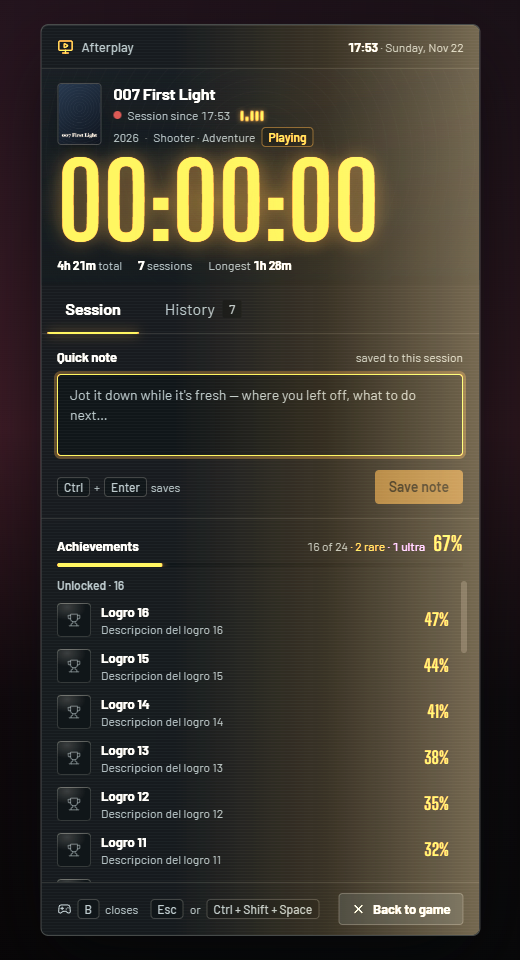 Afterplay
17:53 · Sunday, Nov 22
007 First Light
007 First Light
Session since 17:53
2026 · Shooter · Adventure Playing
00:00:00
4h 21m total 7 sessions Longest 1h 28m
Session History 7
Quick note saved to this session
Jot it down while it's fresh — where you left off, what to do
next...
Ctrl + Enter saves Save note
Achievements 16 of 24 · 2 rare · 1 ultra 67%
Unlocked · 16
Logro 16 47%
Descripcion del logro 16
Logro 15 44%
Descripcion del logro 15
Logro 14 41%
Descripcion del logro 14
Logro 13 38%
Descripcion del logro 13
Logro 12 35%
Descripcion del logro 12
Logro 11 32%
Descripcion del logro 11
B closes Esc or Ctrl + Shift + Space × Back to game